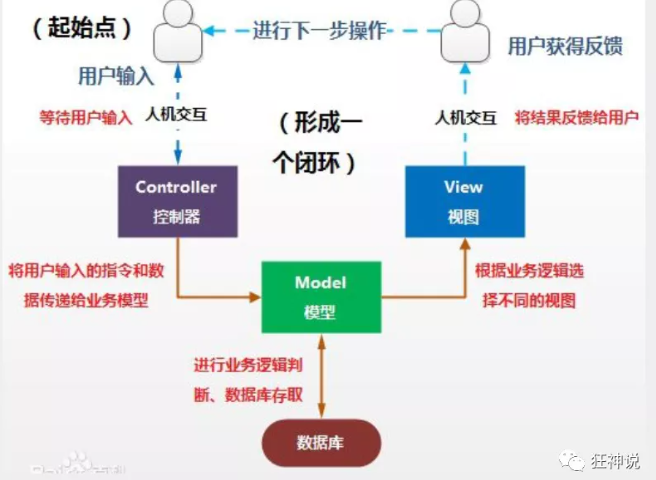 （起始点）
进行下一步操作
用户获得反馈
用户输入
等待用户输入
人机交互
（形成一
个闭环）
人机交互
将结果反馈给用户
Controller
控制器
View
视图
将用户输入的指令和数
据传递给业务模型
Model
模型
根据业务逻辑选
择不同的视图
进行业务逻辑判
断、数据库存取
数据库
狂神说